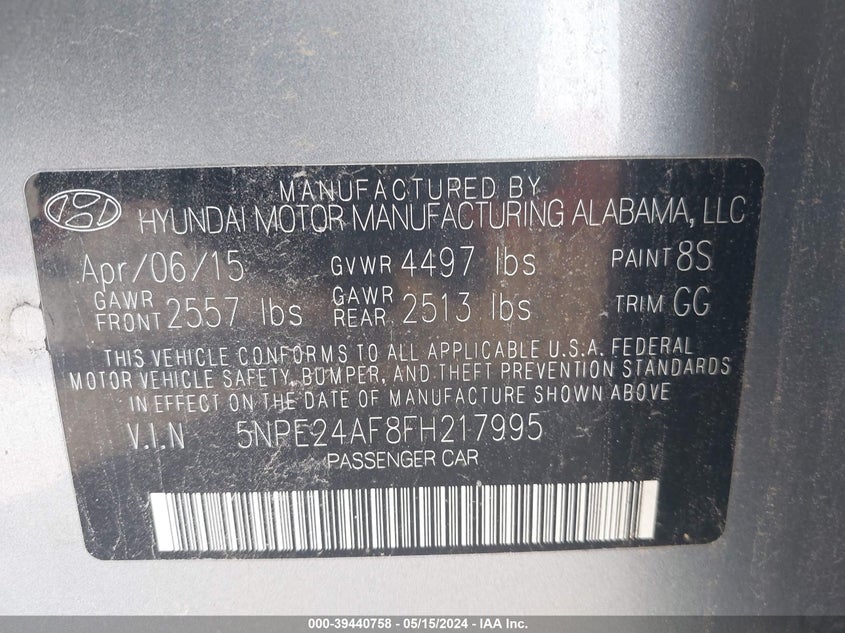 MANUFACTURED BY
HYUNDAI MOTOR MANUFACTURING ALABAMA, LLC
Apr/06/15 GVWR 4497 lbs PAINT 8S
GAWR FRONT 2557 lbs GAWR REAR 2513 lbs TRIM GG
THIS VEHICLE CONFORMS TO ALL APPLICABLE U.S.A. FEDERAL
MOTOR VEHICLE SAFETY, BUMPER, AND THEFT PREVENTION STANDARDS
IN EFFECT ON THE DATE OF MANUFACTURE SHOWN ABOVE
V.I.N 5NPE24AF8FH217995
PASSENGER CAR
000-39440758 - 05/15/2024 - IAA Inc.